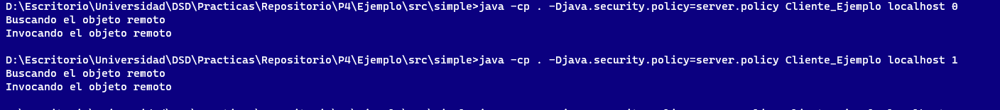 D:\Escritorio\Universidad\DSD\Practicas\Repositorio\P4\Ejemplo\src\simple>java -cp . -Djava.security.policy=server.policy Cliente_Ejemplo localhost 0
Buscando el objeto remoto
Invocando el objeto remoto
D:\Escritorio\Universidad\DSD\Practicas\Repositorio\P4\Ejemplo\src\simple>java -cp . -Djava.security.policy=server.policy Cliente_Ejemplo localhost 1
Buscando el objeto remoto
Invocando el objeto remoto